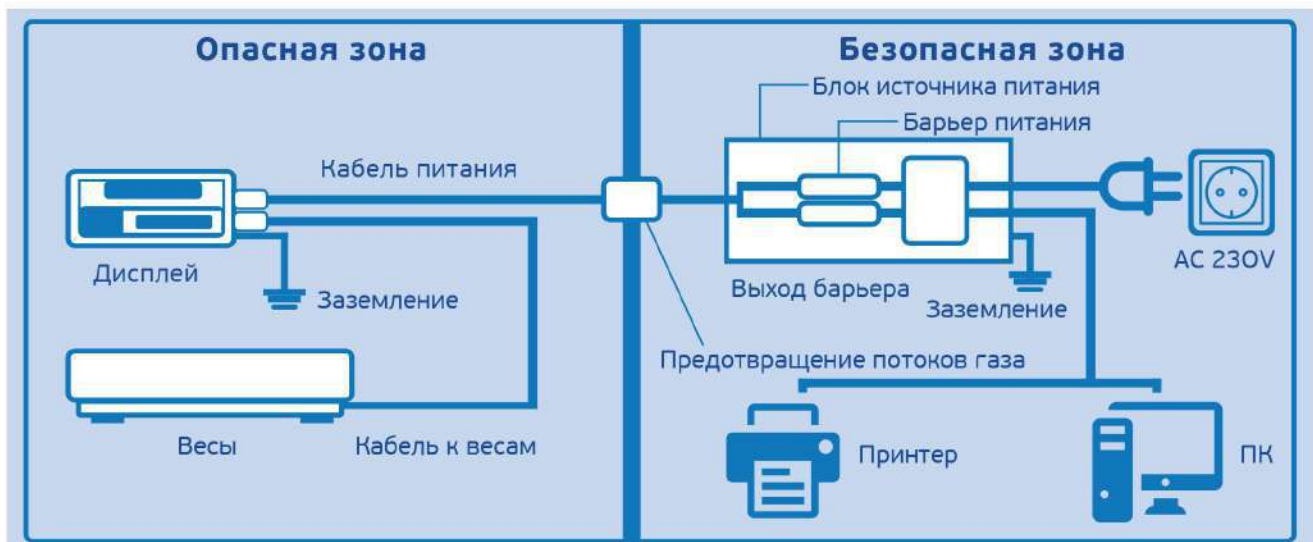 Опасная зона
Безопасная зона
Блок источника питания
Барьер питания
Кабель питания
Дисплей
Заземление
Выход барьера
Заземление
AC 230V
Предотвращение потоков газа
Весы
Кабель к весам
Принтер
ПК